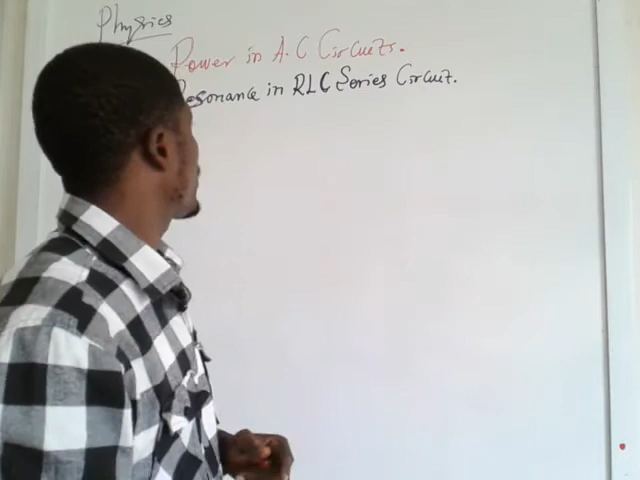 Physics
Power in A.C Circuits.
Resonance in RLC Series Circuit.